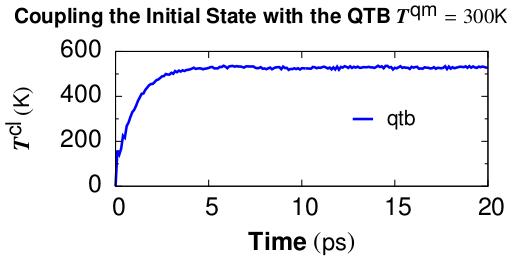 Coupling the Initial State with the QTB T^qm = 300K
600
400
200
0
T^cl (K)
qtb
0 5 10 15 20
Time (ps)